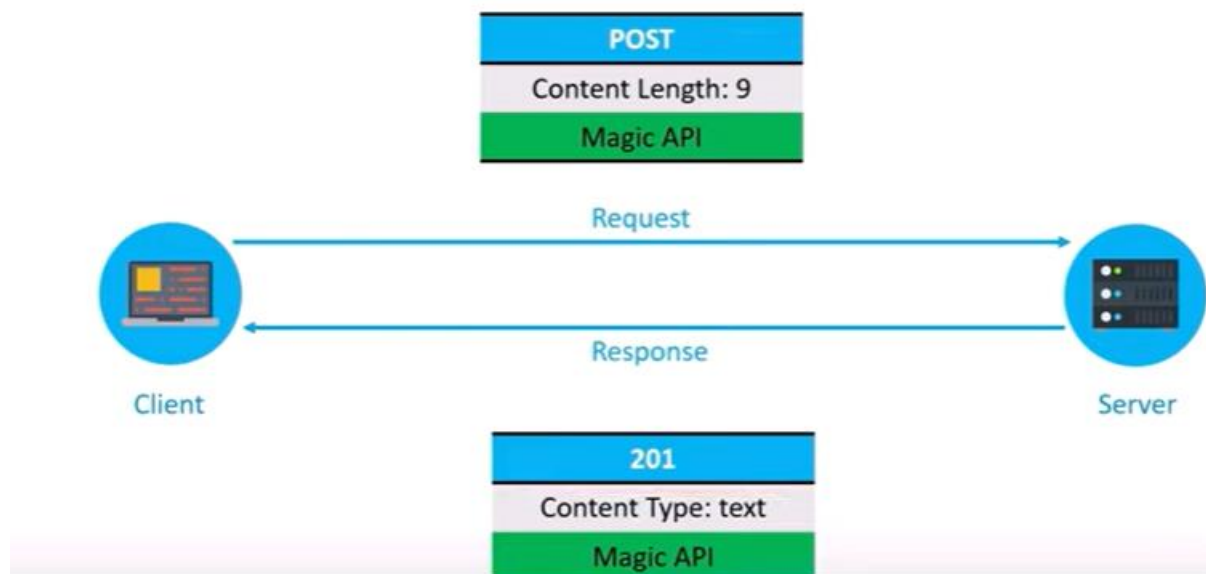 POST
Content Length: 9
Magic API
Request
Response
Client
Server
201
Content Type: text
Magic API